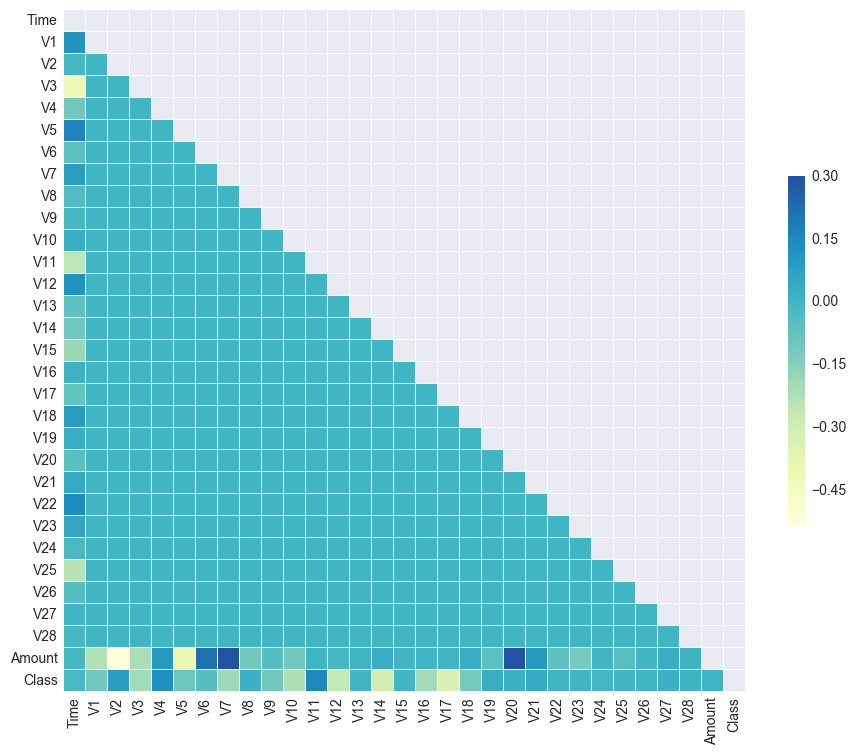 Time
V1
V2
V3
V4
V5
V6
V7
V8
V9
V10
V11
V12
V13
V14
V15
V16
V17
V18
V19
V20
V21
V22
V23
V24
V25
V26
V27
V28
Amount
Class
Time V1 V2 V3 V4 V5 V6 V7 V8 V9 V10 V11 V12 V13 V14 V15 V16 V17 V18 V19 V20 V21 V22 V23 V24 V25 V26 V27 V28 Amount Class
0.30
0.15
0.00
−0.15
−0.30
−0.45